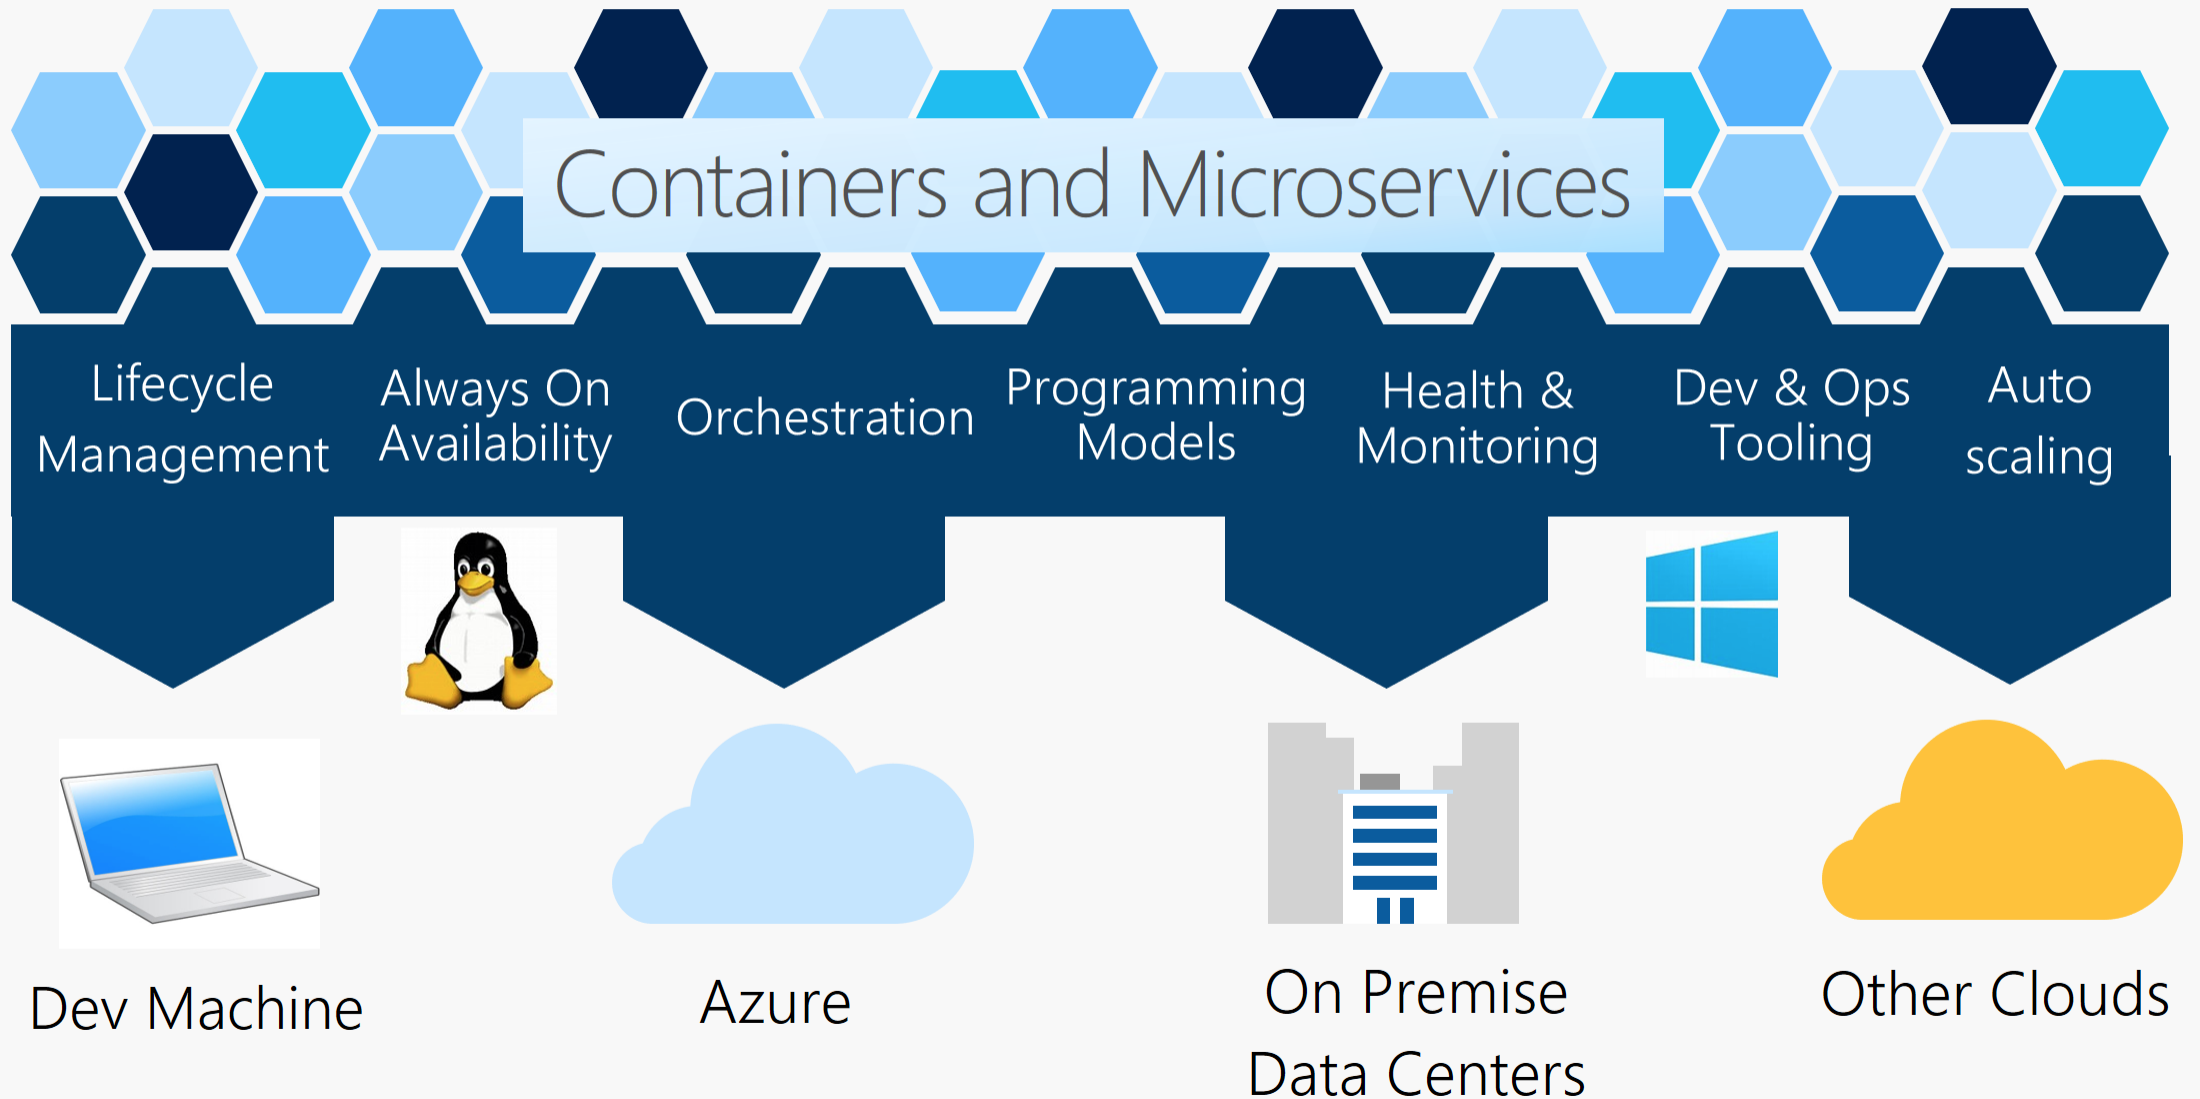 Containers and Microservices
Lifecycle
Management
Always On
Availability
Orchestration
Programming
Models
Health &
Monitoring
Dev & Ops
Tooling
Auto
scaling
Dev Machine
Azure
On Premise
Data Centers
Other Clouds